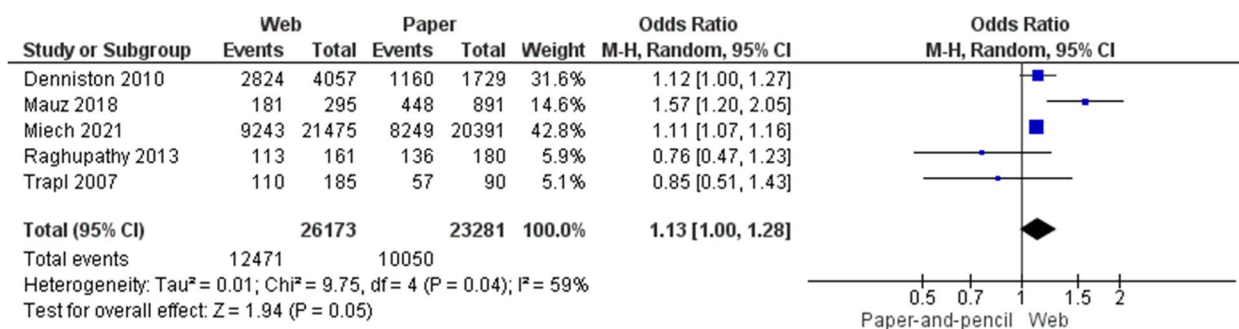 Web Paper Odds Ratio Odds Ratio
Study or Subgroup Events Total Events Total Weight M-H, Random, 95% CI M-H, Random, 95% CI
Denniston 2010 2824 4057 1160 1729 31.6% 1.12 [1.00, 1.27]
Mauz 2018 181 295 448 891 14.6% 1.57 [1.20, 2.05]
Miech 2021 9243 21475 8249 20391 42.8% 1.11 [1.07, 1.16]
Raghupathy 2013 113 161 136 180 5.9% 0.76 [0.47, 1.23]
Trapl 2007 110 185 57 90 5.1% 0.85 [0.51, 1.43]
Total (95% CI) 26173 23281 100.0% 1.13 [1.00, 1.28]
Total events 12471 10050
Heterogeneity: Tau² = 0.01; Chi² = 9.75, df = 4 (P = 0.04); I² = 59%
Test for overall effect: Z = 1.94 (P = 0.05)
0.5 0.7 1 1.5 2
Paper-and-pencil Web